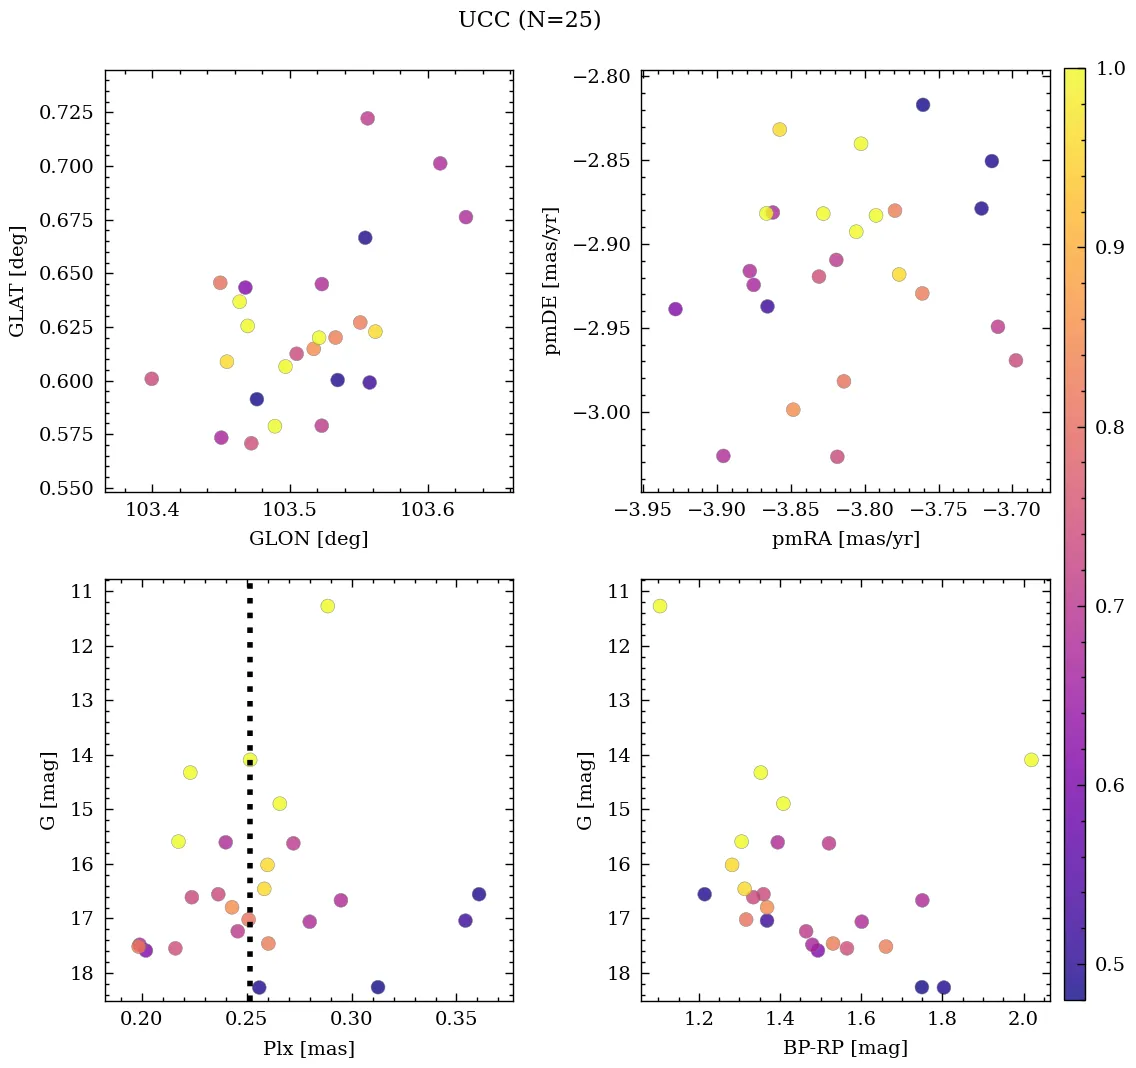 UCC (N=25)
0.725
0.700
0.675
0.650
0.625
0.600
0.575
0.550
GLAT [deg]
103.4 103.5 103.6
GLON [deg]
−2.80
−2.85
−2.90
−2.95
−3.00
pmDE [mas/yr]
−3.95 −3.90 −3.85 −3.80 −3.75 −3.70
pmRA [mas/yr]
11
12
13
14
15
16
17
18
G [mag]
0.20 0.25 0.30 0.35
Plx [mas]
11
12
13
14
15
16
17
18
G [mag]
1.2 1.4 1.6 1.8 2.0
BP-RP [mag]
1.0
0.9
0.8
0.7
0.6
0.5